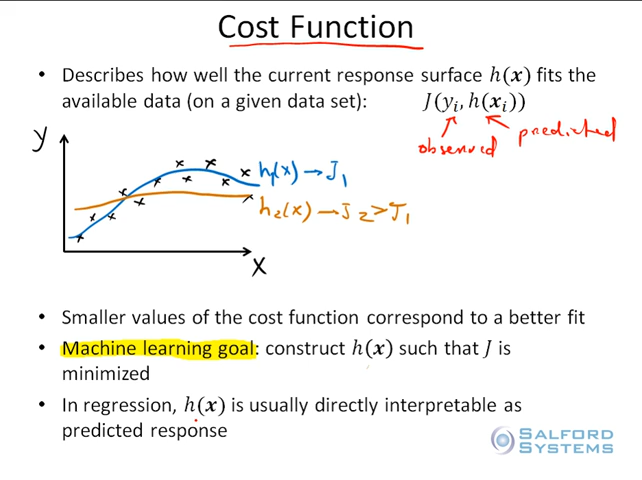 Cost Function
• Describes how well the current response surface h(x) fits the
available data (on a given data set): J(yᵢ, h(xᵢ))
observed
predicted
y
h₁(x) → J₁
h₂(x) → J₂ > J₁
x
• Smaller values of the cost function correspond to a better fit
• Machine learning goal: construct h(x) such that J is
minimized
• In regression, h(x) is usually directly interpretable as
predicted response
SALFORD
SYSTEMS